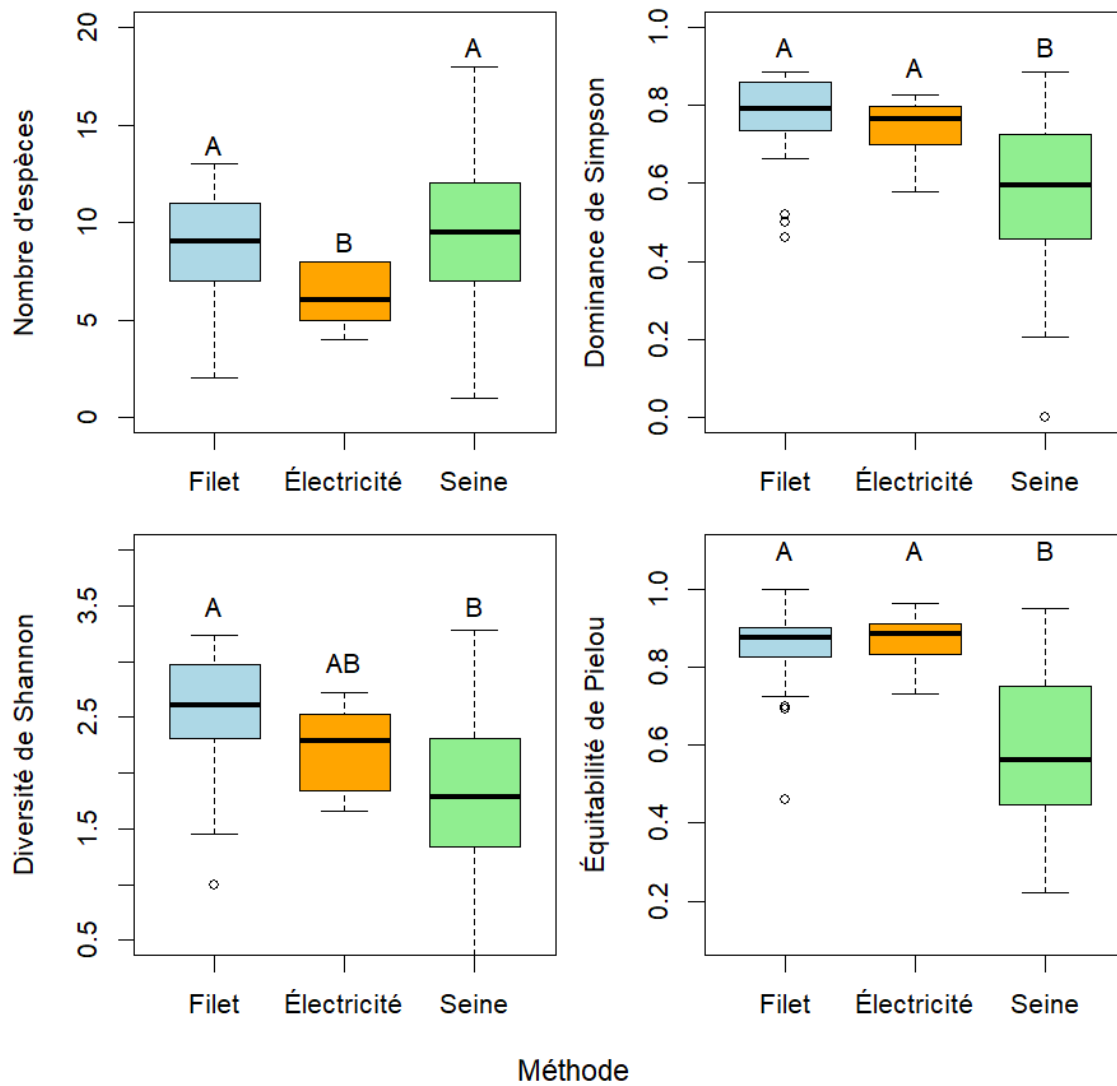 Nombre d'espèces
20
15
10
5
0
A
B
A
Filet
Électricité
Seine
Dominance de Simpson
1.0
0.8
0.6
0.4
0.2
0.0
A
A
B
Filet
Électricité
Seine
Diversité de Shannon
3.5
2.5
1.5
0.5
A
AB
B
Filet
Électricité
Seine
Équitabilité de Pielou
1.0
0.8
0.6
0.4
0.2
A
A
B
Filet
Électricité
Seine
Méthode